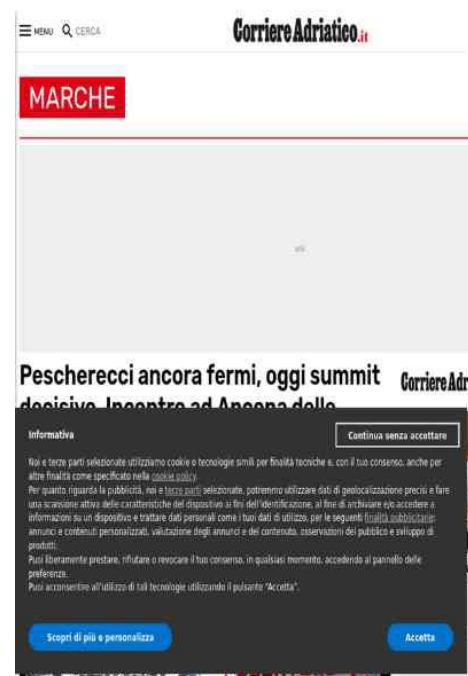 MENU CERCA CorriereAdriatico.it
MARCHE
Pescherecci ancora fermi, oggi summit
decisivo. Incontro ad Ancona delle
CorriereAdr
Informativa
Continua senza accettare
Noi e terze parti selezionate utilizziamo cookie o tecnologie simili per finalità tecniche e, con il tuo consenso, anche per
altre finalità come specificato nella cookie policy.
Per quanto riguarda la pubblicità, noi e terze parti selezionate, potremmo utilizzare dati di geolocalizzazione precisi e fare
una scansione attiva delle caratteristiche del dispositivo ai fini dell'identificazione, al fine di archiviare e/o accedere a
informazioni su un dispositivo e trattare dati personali come i tuoi dati di utilizzo, per le seguenti finalità pubblicitarie:
annunci e contenuti personalizzati, valutazione degli annunci e del contenuto, osservazioni del pubblico e sviluppo di
prodotti.
Puoi liberamente prestare, rifiutare o revocare il tuo consenso, in qualsiasi momento, accedendo al pannello delle
preferenze.
Puoi acconsentire all'utilizzo di tali tecnologie utilizzando il pulsante "Accetta".
Scopri di più e personalizza
Accetta